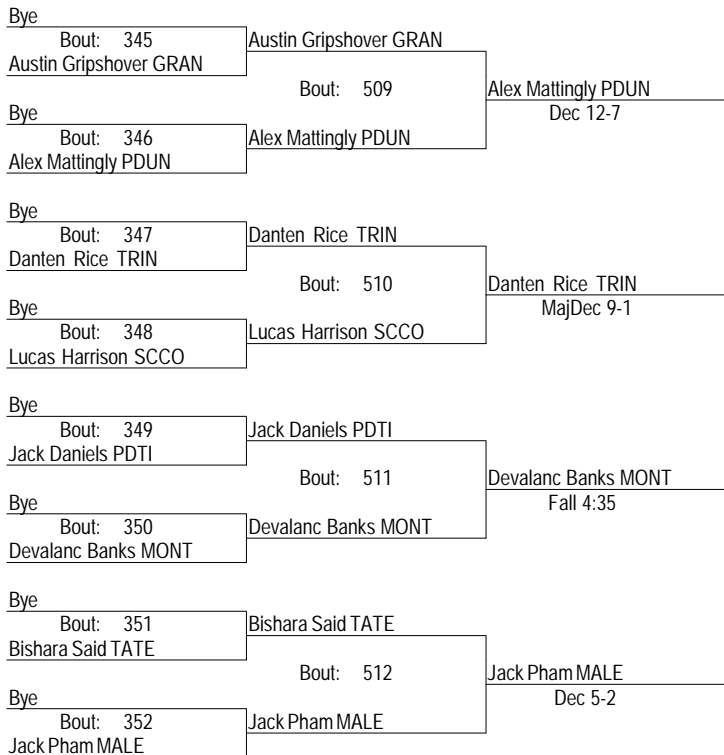 Bye
Bout: 345
Austin Gripshover GRAN
Austin Gripshover GRAN
Bout: 509
Alex Mattingly PDUN
Dec 12-7
Bye
Bout: 346
Alex Mattingly PDUN
Alex Mattingly PDUN
Bye
Bout: 347
Danten Rice TRIN
Danten Rice TRIN
Bout: 510
Danten Rice TRIN
MajDec 9-1
Bye
Bout: 348
Lucas Harrison SCCO
Lucas Harrison SCCO
Bye
Bout: 349
Jack Daniels PDTI
Jack Daniels PDTI
Bout: 511
Devalanc Banks MONT
Fall 4:35
Bye
Bout: 350
Devalanc Banks MONT
Devalanc Banks MONT
Bye
Bout: 351
Bishara Said TATE
Bishara Said TATE
Bout: 512
Jack Pham MALE
Dec 5-2
Bye
Bout: 352
Jack Pham MALE
Jack Pham MALE